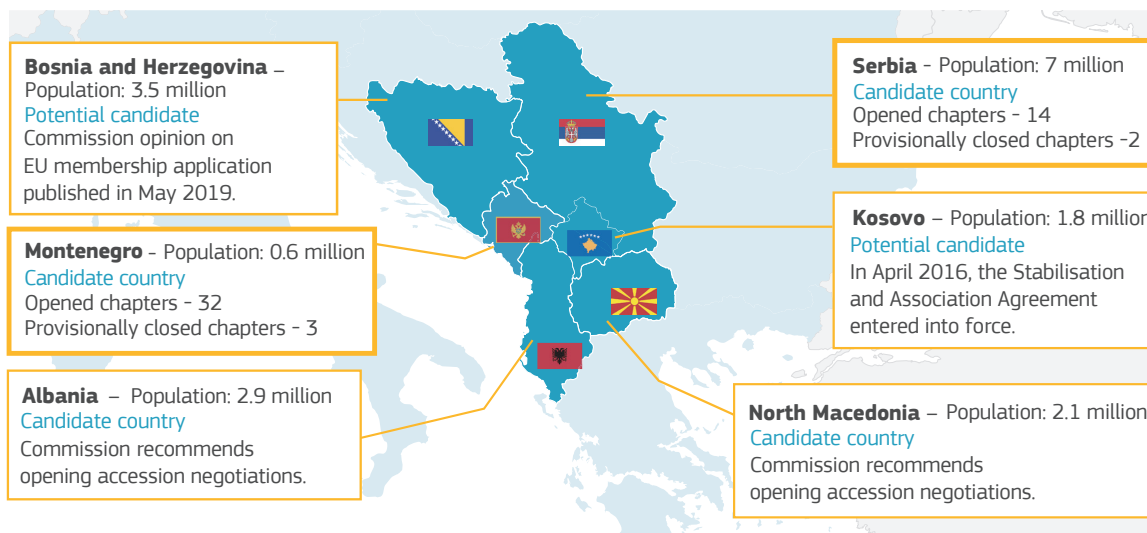 Bosnia and Herzegovina –
Population: 3.5 million
Potential candidate
Commission opinion on
EU membership application
published in May 2019.
Montenegro - Population: 0.6 million
Candidate country
Opened chapters - 32
Provisionally closed chapters - 3
Albania – Population: 2.9 million
Candidate country
Commission recommends
opening accession negotiations.
Serbia - Population: 7 million
Candidate country
Opened chapters - 14
Provisionally closed chapters -2
Kosovo – Population: 1.8 million
Potential candidate
In April 2016, the Stabilisation
and Association Agreement
entered into force.
North Macedonia – Population: 2.1 million
Candidate country
Commission recommends
opening accession negotiations.